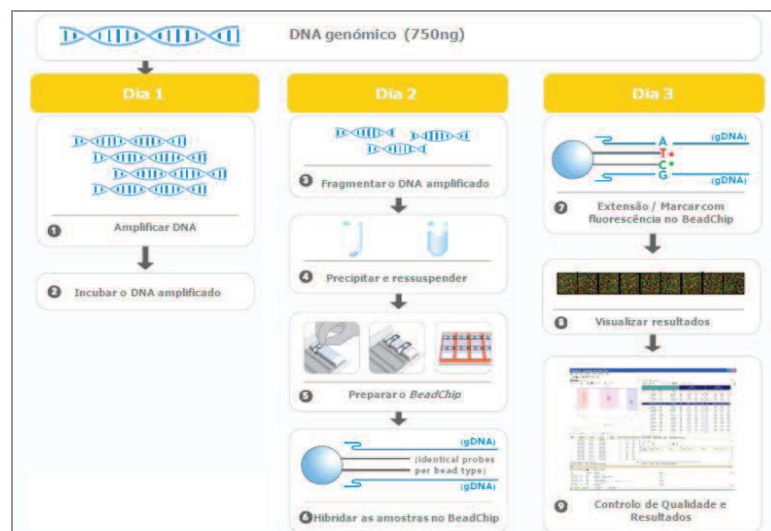 DNA genómico (750ng)
Dia 1
1 Amplificar DNA
2 Incubar o DNA amplificado
Dia 2
3 Fragmentar o DNA amplificado
4 Precipitar e ressuspender
5 Preparar o BeadChip
(gDNA)
(identical probes
per bead type)
(gDNA)
6 Hibridar as amostras no BeadChip
Dia 3
A (gDNA)
T
C
G (gDNA)
7 Extensão / Marcar com
fluorescência no BeadChip
8 Visualizar resultados
9 Controlo de Qualidade e
Resultados